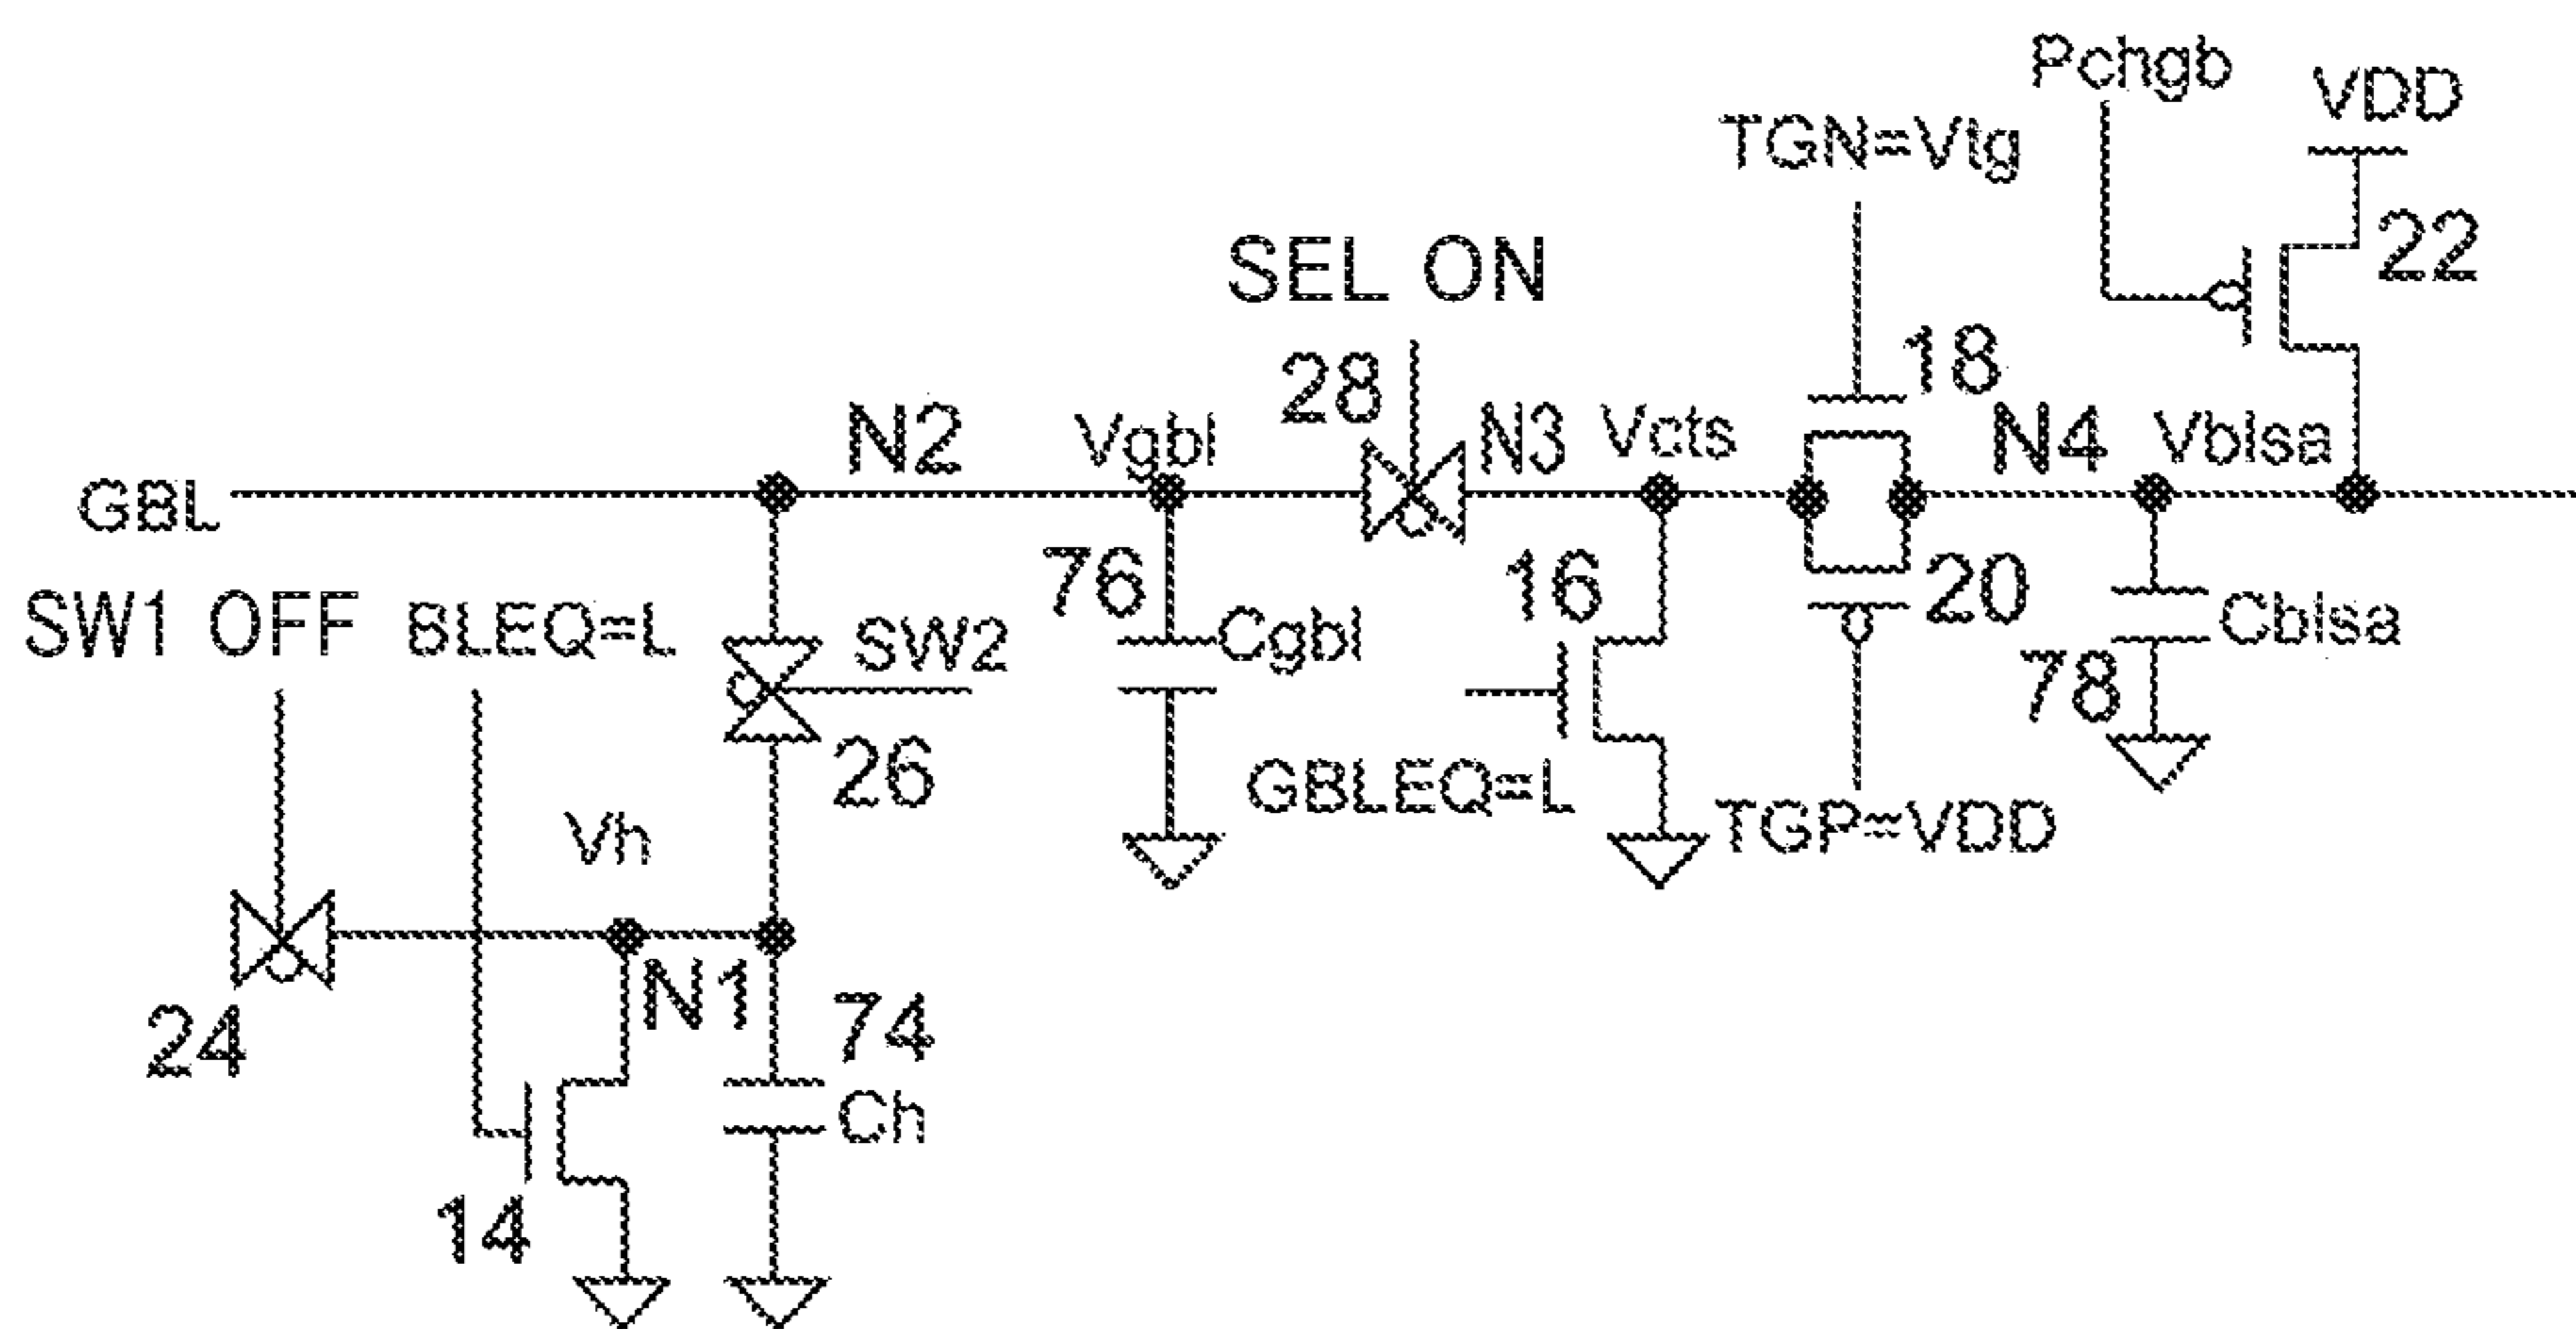 Pchgb
VDD
TGN=Vtg
22
SEL ON
18
28
N2
Vgbl
N3
Vcts
N4
Vblsa
GBL
76
16
20
SW1 OFF
BLEQ=L
SW2
Cgbl
Cblsa
78
26
GBLEQ=L
TGP=VDD
Vh
N1
24
74
Ch
14